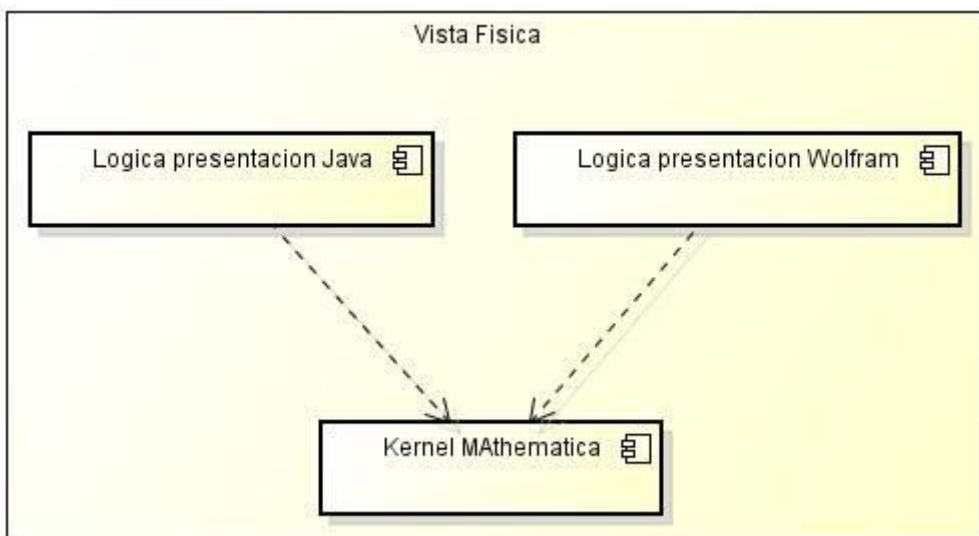 Vista Fisica
Logica presentacion Java
Logica presentacion Wolfram
Kernel MAthematica